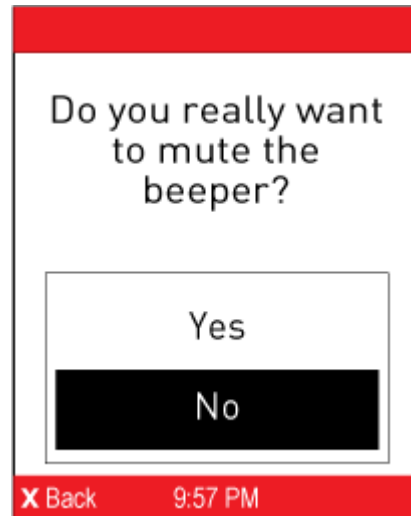 Do you really want
to mute the
beeper?
Yes
No
X Back 9:57 PM